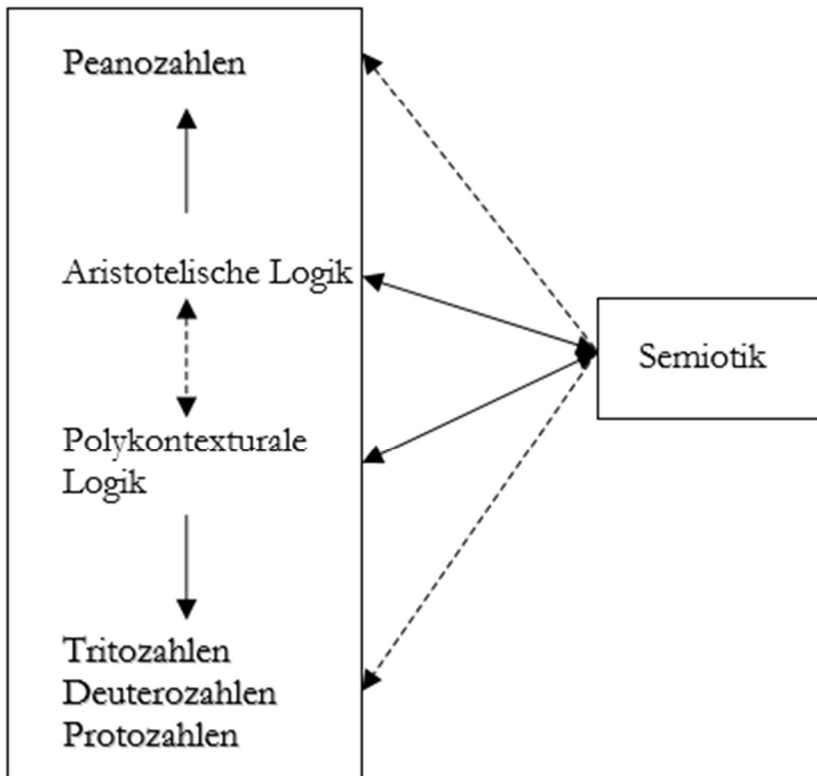 Peanozahlen
Aristotelische Logik
Semiotik
Polykontexturale
Logik
Tritozahlen
Deuterozahlen
Protozahlen